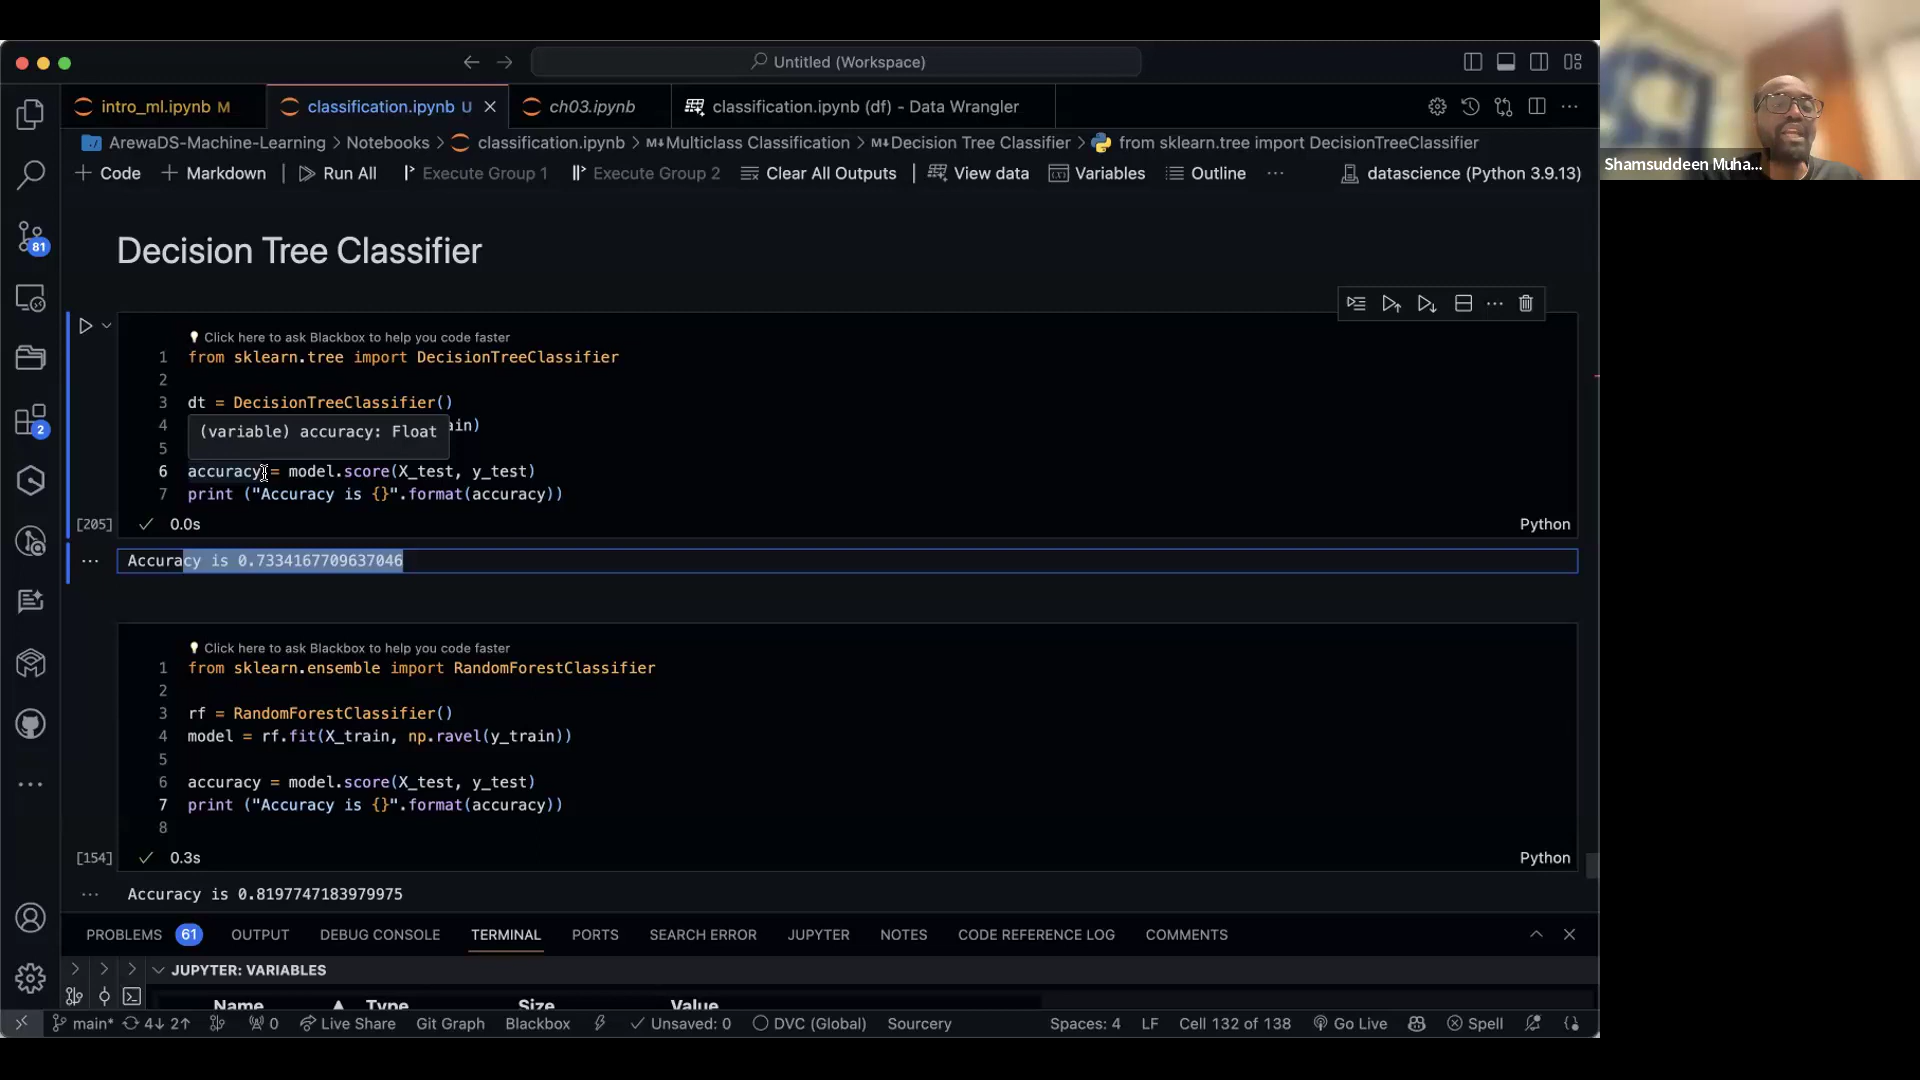 Untitled (Workspace)
intro_ml.ipynb M
classification.ipynb U
ch03.ipynb
classification.ipynb (df) - Data Wrangler
ArewaDS-Machine-Learning > Notebooks > classification.ipynb > M↓Multiclass Classification > M↓Decision Tree Classifier > from sklearn.tree import DecisionTreeClassifier
+ Code + Markdown Run All Execute Group 1 Execute Group 2 Clear All Outputs View data Variables Outline ... datascience (Python 3.9.13)
Shamsuddeen Muha...
81
2
Decision Tree Classifier
Click here to ask Blackbox to help you code faster
1 from sklearn.tree import DecisionTreeClassifier
2
3 dt = DecisionTreeClassifier()
4 ain)
(variable) accuracy: Float
5
6 accuracy = model.score(X_test, y_test)
7 print ("Accuracy is {}".format(accuracy))
[205] 0.0s Python
Accuracy is 0.7334167709637046
Click here to ask Blackbox to help you code faster
1 from sklearn.ensemble import RandomForestClassifier
2
3 rf = RandomForestClassifier()
4 model = rf.fit(X_train, np.ravel(y_train))
5
6 accuracy = model.score(X_test, y_test)
7 print ("Accuracy is {}".format(accuracy))
8
[154] 0.3s Python
Accuracy is 0.8197747183979975
PROBLEMS 61 OUTPUT DEBUG CONSOLE TERMINAL PORTS SEARCH ERROR JUPYTER NOTES CODE REFERENCE LOG COMMENTS
JUPYTER: VARIABLES
Name Type Size Value
main* 4↓ 2↑ 0 Live Share Git Graph Blackbox Unsaved: 0 DVC (Global) Sourcery Spaces: 4 LF Cell 132 of 138 Go Live Spell